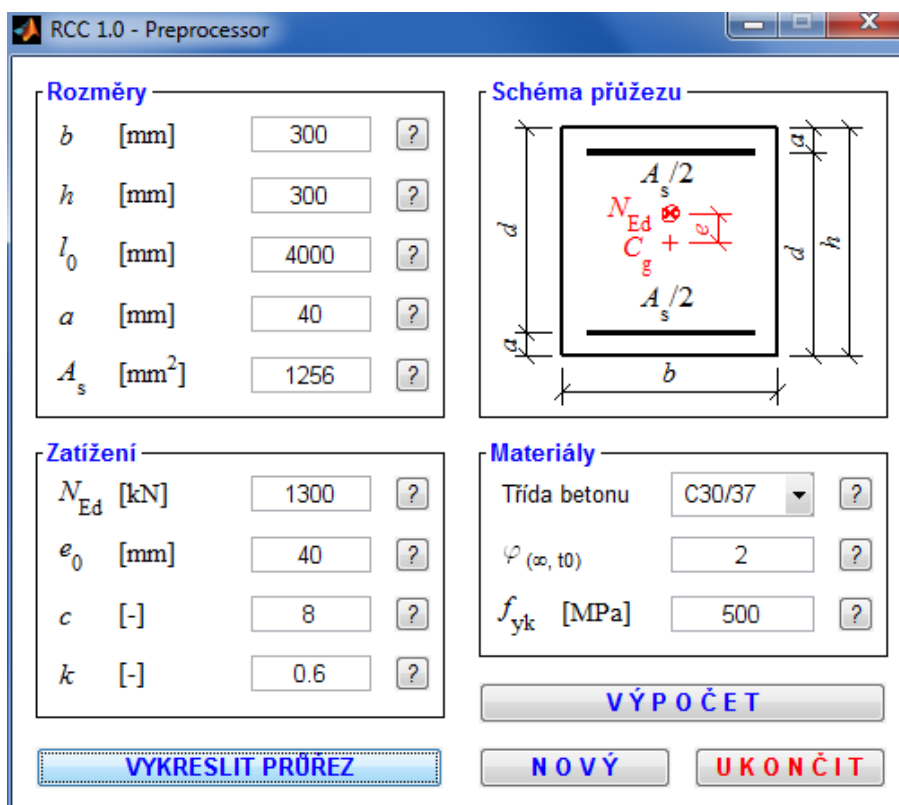 RCC 1.0 - Preprocessor
Rozměry
b [mm] 300 ?
h [mm] 300 ?
l0 [mm] 4000 ?
a [mm] 40 ?
As [mm2] 1256 ?
Schéma přůžezu
a
As/2
NEd
e
Cg
d
d
h
As/2
a
b
Zatížení
NEd [kN] 1300 ?
e0 [mm] 40 ?
c [-] 8 ?
k [-] 0.6 ?
Materiály
Třída betonu C30/37 ?
φ(∞, t0) 2 ?
fyk [MPa] 500 ?
VÝPOČET
VYKRESLIT PRŮŘEZ
NOVÝ
UKONČIT